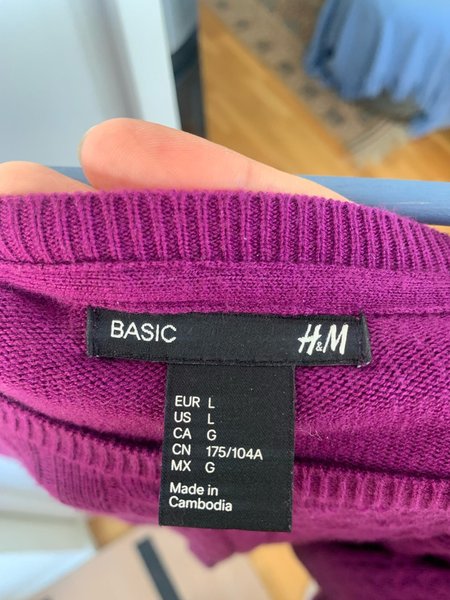 BASIC H&M
EUR L
US L
CA G
CN 175/104A
MX G
Made in
Cambodia